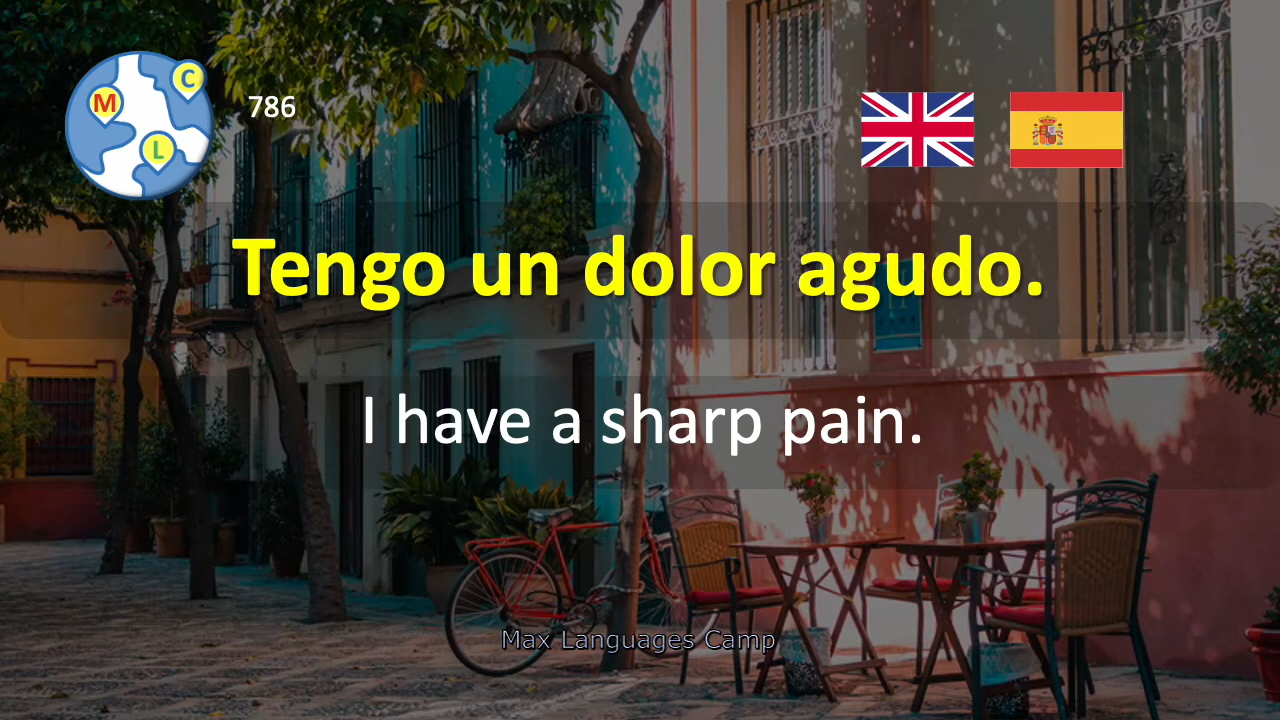 M
C
L
786
Tengo un dolor agudo.
I have a sharp pain.
Max Languages Camp